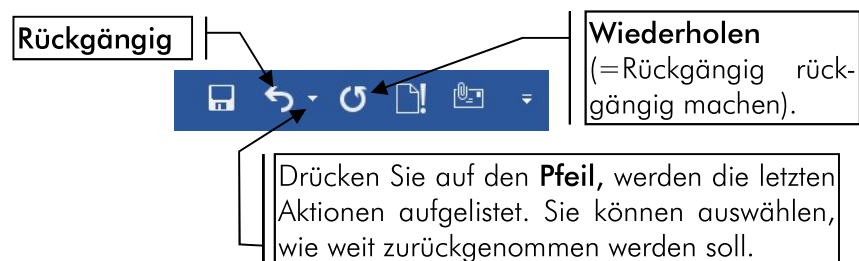 Rückgängig
Wiederholen
(=Rückgängig rück-
gängig machen).
Drücken Sie auf den Pfeil, werden die letzten
Aktionen aufgelistet. Sie können auswählen,
wie weit zurückgenommen werden soll.